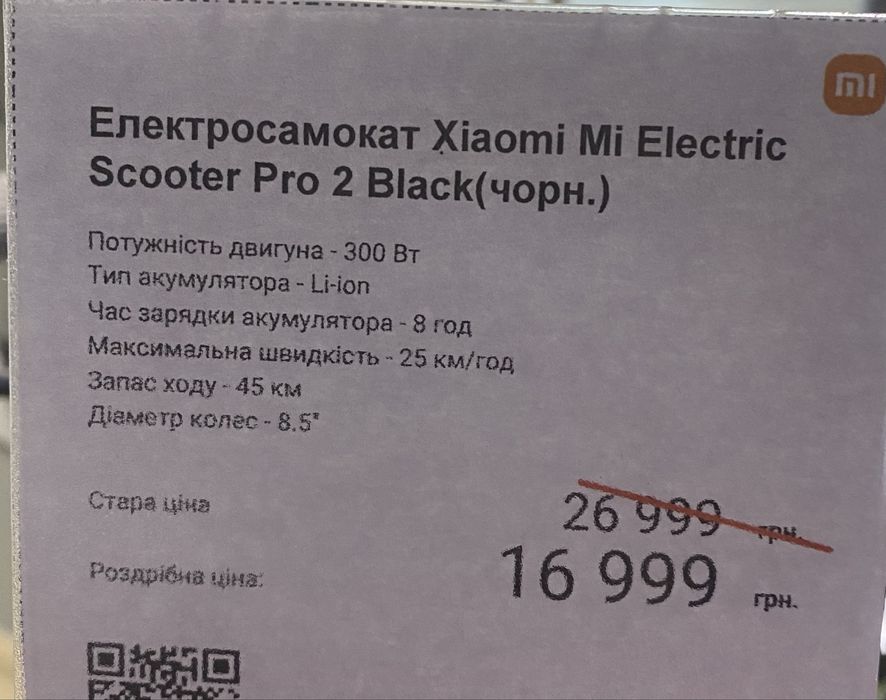 mi
Електросамокат Xiaomi Mi Electric
Scooter Pro 2 Black(чорн.)
Потужність двигуна - 300 Вт
Тип акумулятора - Li-ion
Час зарядки акумулятора - 8 год
Максимальна швидкість - 25 км/год
Запас ходу - 45 км
Діаметр колес - 8.5"
Стара ціна 26 999 грн.
Роздрібна ціна: 16 999 грн.